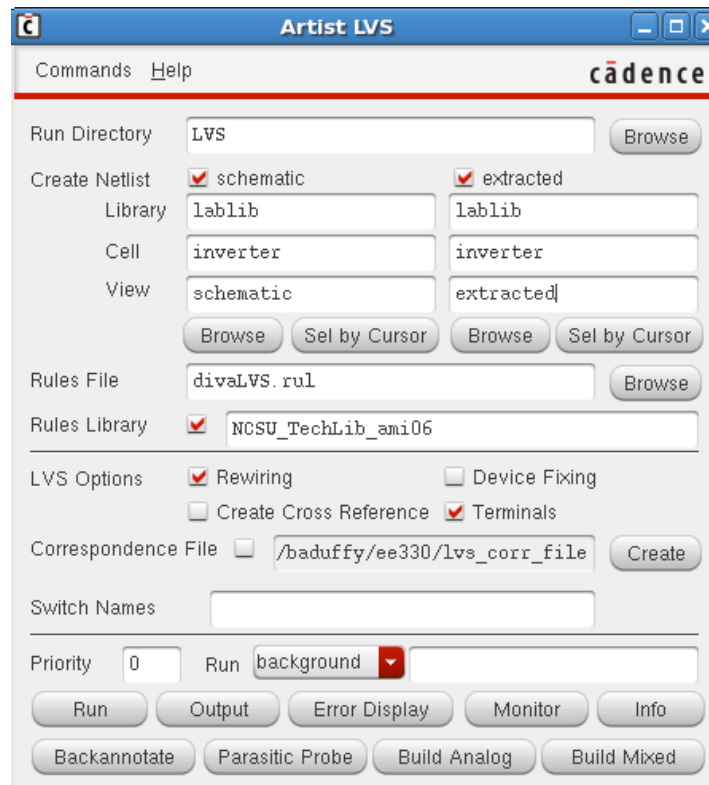 Artist LVS
Commands Help cādence
Run Directory LVS Browse
Create Netlist schematic extracted
Library lablib lablib
Cell inverter inverter
View schematic extracted
Browse Sel by Cursor Browse Sel by Cursor
Rules File divaLVS.rul Browse
Rules Library NCSU_TechLib_ami06
LVS Options Rewiring Device Fixing
Create Cross Reference Terminals
Correspondence File /baduffy/ee330/lvs_corr_file Create
Switch Names
Priority 0 Run background
Run Output Error Display Monitor Info
Backannotate Parasitic Probe Build Analog Build Mixed